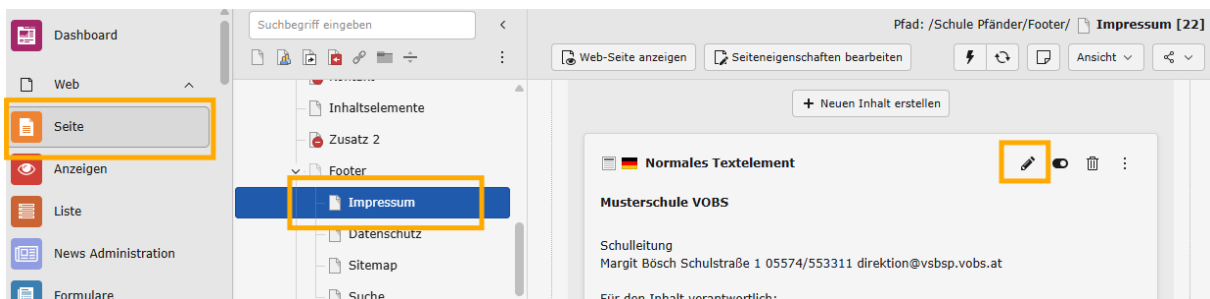 Dashboard
Web
Seite
Anzeigen
Liste
News Administration
Formulare
Suchbegriff eingeben
Kontakt
Inhaltselemente
Zusatz 2
Footer
Impressum
Datenschutz
Sitemap
Suche
Pfad: /Schule Pfänder/Footer/ Impressum [22]
Web-Seite anzeigen
Seiteneigenschaften bearbeiten
Ansicht
+ Neuen Inhalt erstellen
Normales Textelement
Musterschule VOBS
Schulleitung
Margit Bösch Schulstraße 1 05574/553311 direktion@vsbsp.vobs.at
Für den Inhalt verantwortlich: